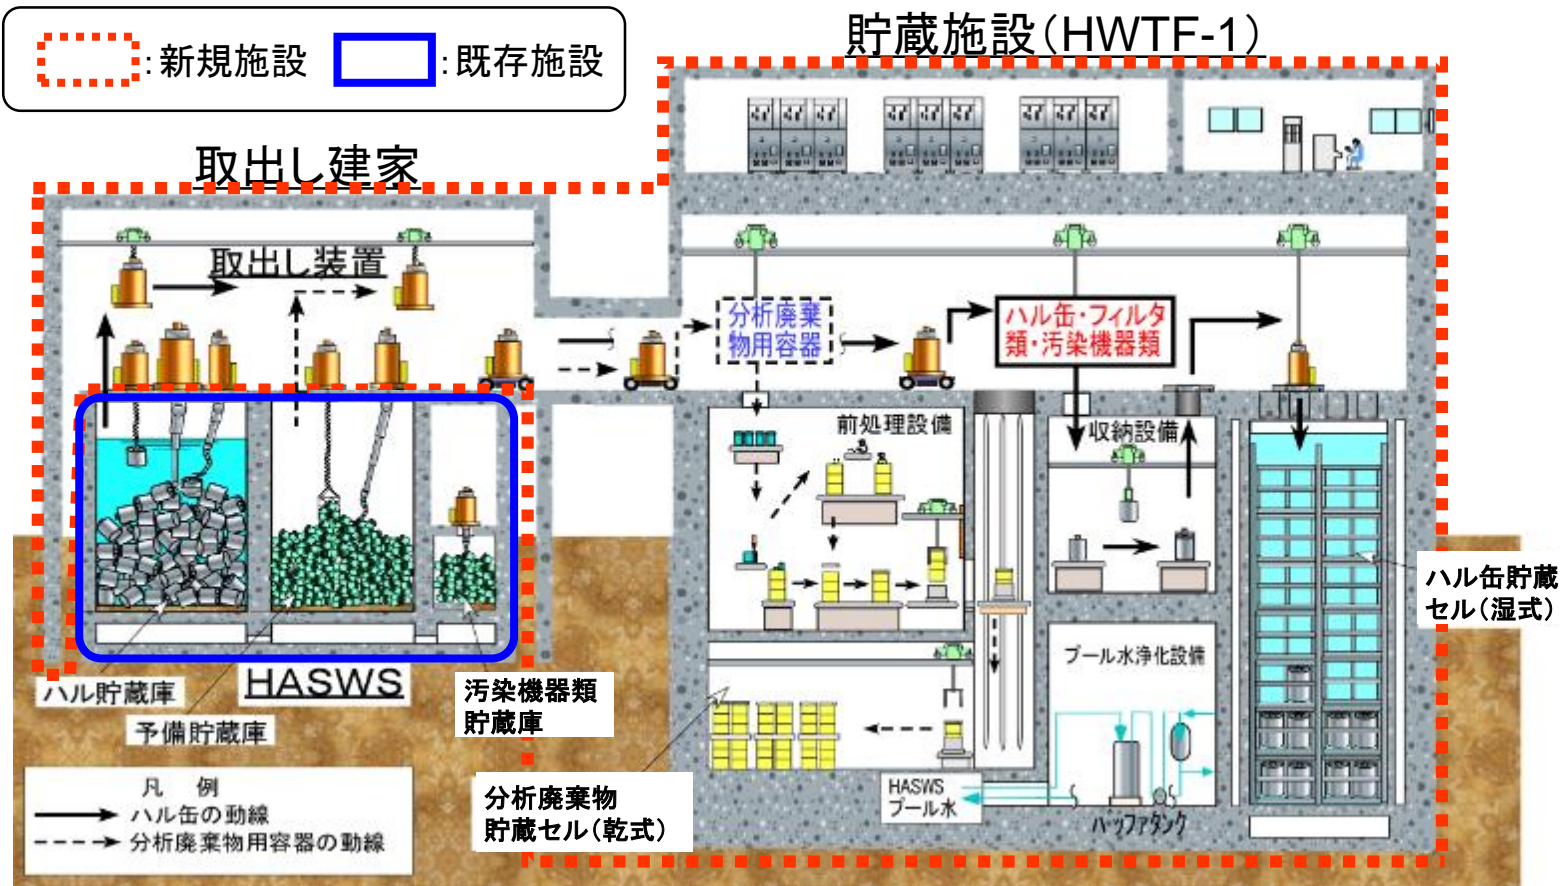 :新規施設
:既存施設
貯蔵施設(HWTF-1)
取出し建家
取出し装置
分析廃棄
物用容器
ハル缶・フィルタ
類・汚染機器類
前処理設備
収納設備
ハル缶貯蔵
セル(湿式)
プール水浄化設備
ハル貯蔵庫
HASWS
予備貯蔵庫
汚染機器類
貯蔵庫
分析廃棄物
貯蔵セル(乾式)
HASWS
プール水
バッファタンク
凡 例
ハル缶の動線
分析廃棄物用容器の動線